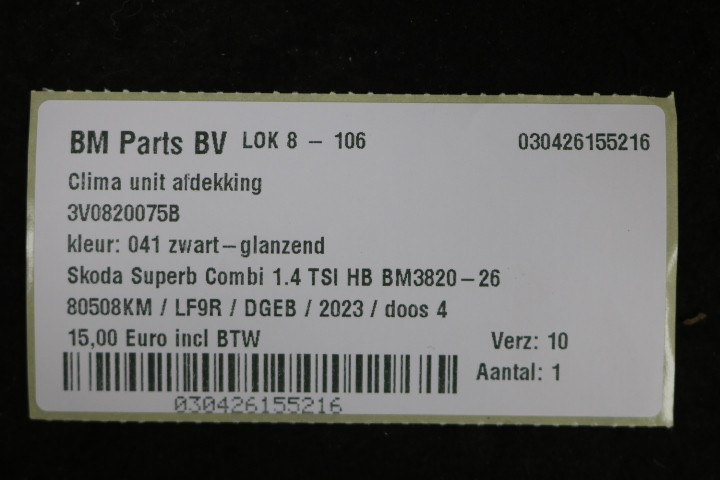 BM Parts BV LOK 8 - 106 030426155216
Clima unit afdekking
3V0820075B
kleur: 041 zwart-glanzend
Skoda Superb Combi 1.4 TSI HB BM3820-26
80508KM / LF9R / DGEB / 2023 / doos 4
15,00 Euro incl BTW Verz: 10
Aantal: 1
030426155216